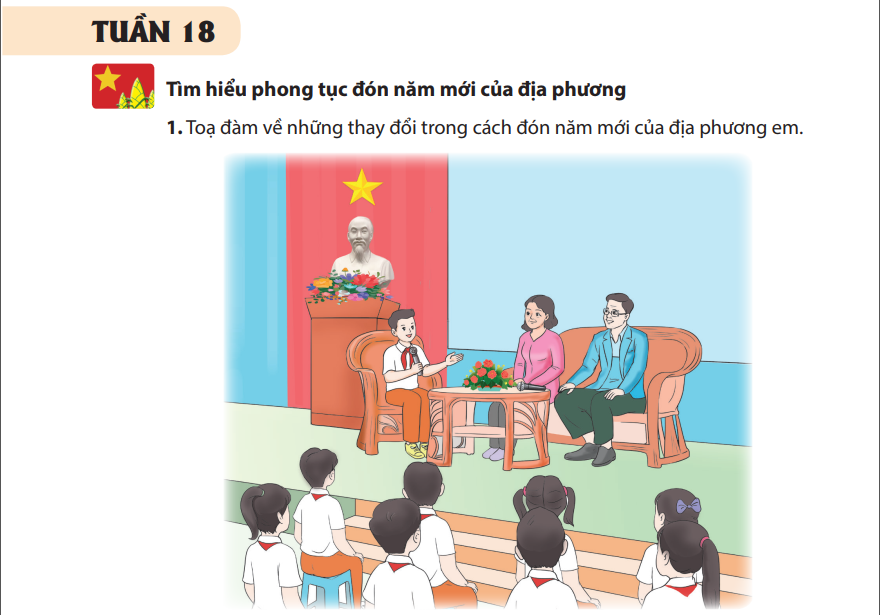 TUẦN 18
Tìm hiểu phong tục đón năm mới của địa phương
1. Toạ đàm về những thay đổi trong cách đón năm mới của địa phương em.